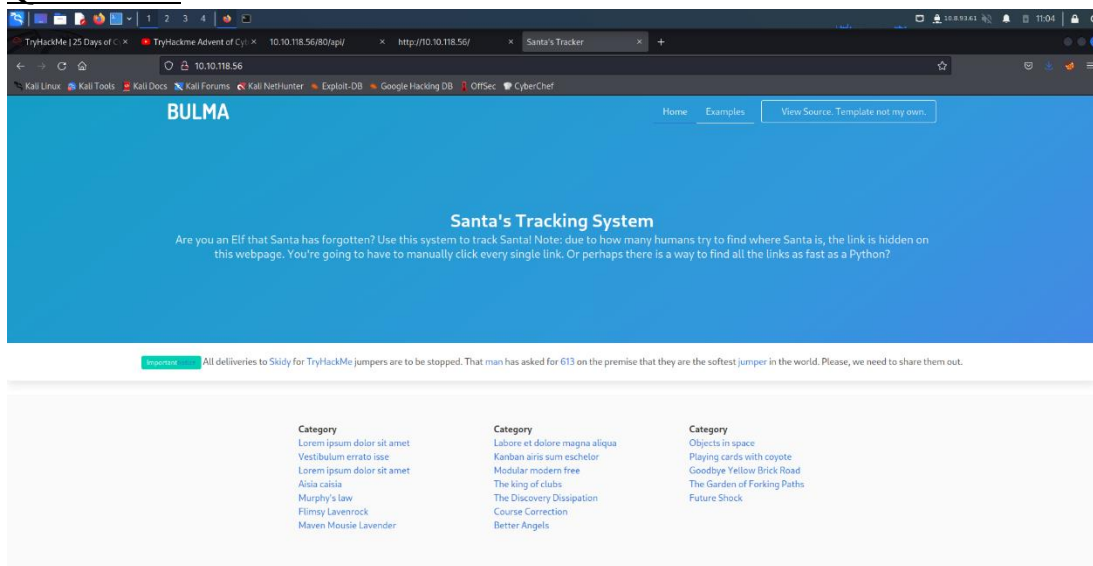 1 2 3 4
10.8.93.61
11:04
TryHackMe | 25 Days of C
TryHackme Advent of Cyb
10.10.118.56/80/api/
http://10.10.118.56/
Santa's Tracker
10.10.118.56
Kali Linux Kali Tools Kali Docs Kali Forums Kali NetHunter Exploit-DB Google Hacking DB OffSec CyberChef
BULMA
Home Examples View Source. Template not my own.
Santa's Tracking System
Are you an Elf that Santa has forgotten? Use this system to track Santa! Note: due to how many humans try to find where Santa is, the link is hidden on
this webpage. You're going to have to manually click every single link. Or perhaps there is a way to find all the links as fast as a Python?
Important All deliiveries to Skidy for TryHackMe jumpers are to be stopped. That man has asked for 613 on the premise that they are the softest jumper in the world. Please, we need to share them out.
Category
Lorem ipsum dolor sit amet
Vestibulum errato isse
Lorem ipsum dolor sit amet
Aisia caisia
Murphy's law
Flimsy Lavenrock
Maven Mousie Lavender
Category
Labore et dolore magna aliqua
Kanban airis sum eschelor
Modular modern free
The king of clubs
The Discovery Dissipation
Course Correction
Better Angels
Category
Objects in space
Playing cards with coyote
Goodbye Yellow Brick Road
The Garden of Forking Paths
Future Shock